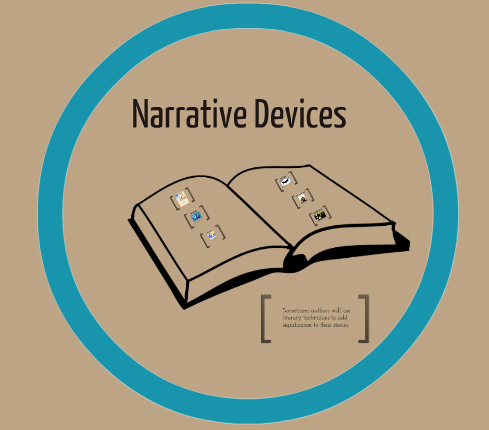 Narrative Devices
Sometimes authors will use
literary techniques to add
significance to their stories